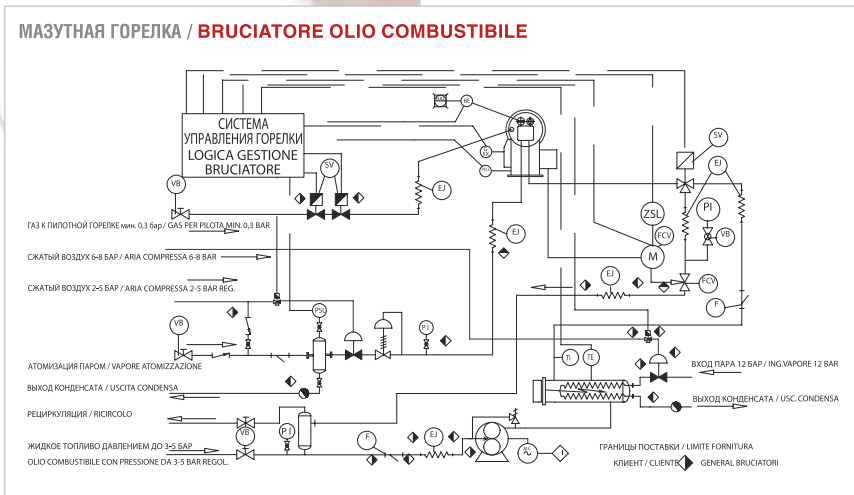 МАЗУТНАЯ ГОРЕЛКА / BRUCIATORE OLIO COMBUSTIBILE
СИСТЕМА
УПРАВЛЕНИЯ ГОРЕЛКИ
LOGICA GESTIONE
BRUCIATORE
BE
SV
SV
VB
EJ
EJ
ZSL
PI
FCV
VB
EJ
M
FCV
EJ
F
ГАЗ К ПИЛОТНОЙ ГОРЕЛКЕ мин. 0,3 бар / GAS PER PILOTA MIN. 0,3 BAR
СЖАТЫЙ ВОЗДУХ 6-8 БАР / ARIA COMPRESSA 6-8 BAR
СЖАТЫЙ ВОЗДУХ 2-5 БАР / ARIA COMPRESSA 2-5 BAR REG.
VB
PSL
PI
TI
TE
АТОМИЗАЦИЯ ПАРОМ / VAPORE ATOMIZZAZIONE
ВХОД ПАРА 12 БАР / ING.VAPORE 12 BAR
ВЫХОД КОНДЕНСАТА / USCITA CONDENSA
ВЫХОД КОНДЕНСАТА / USC. CONDENSA
РЕЦИРКУЛЯЦИЯ / RICIRCOLO
VB
PI
F
EJ
ЖИДКОЕ ТОПЛИВО ДАВЛЕНИЕМ ДО 3-5 БАР
OLIO COMBUSTIBILE CON PRESSIONE DA 3-5 BAR REGOL.
ГРАНИЦЫ ПОСТАВКИ / LIMITE FORNITURA
КЛИЕНТ / CLIENTE GENERAL BRUCIATORI